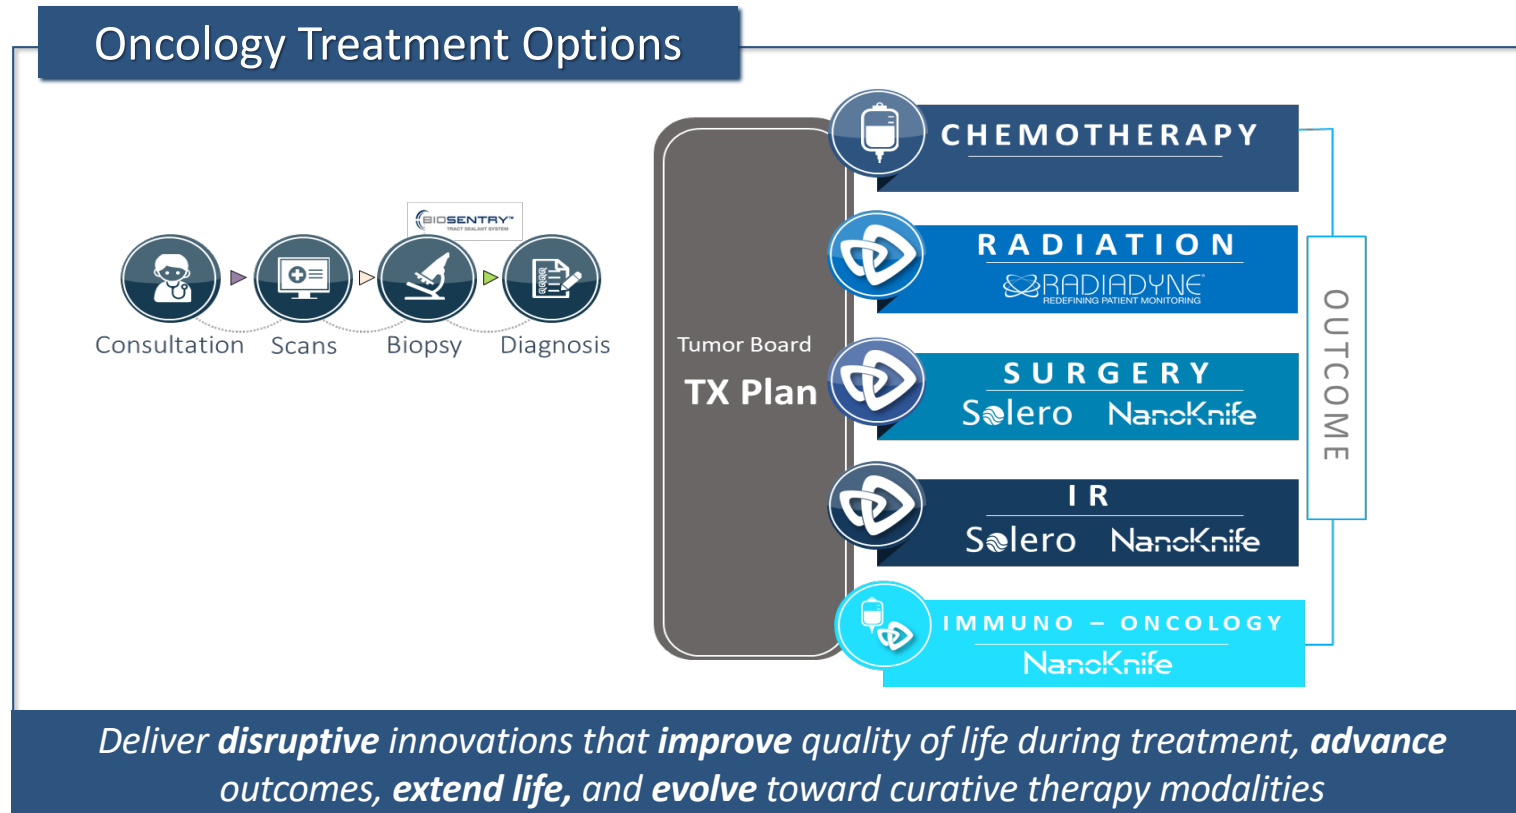 Oncology Treatment Options
BIOSENTRY™
TRACT SEALANT SYSTEM
Consultation
Scans
Biopsy
Diagnosis
Tumor Board
TX Plan
CHEMOTHERAPY
RADIATION
RADIADYNE
REDEFINING PATIENT MONITORING
SURGERY
Solero NanoKnife
IR
Solero NanoKnife
IMMUNO – ONCOLOGY
NanoKnife
OUTCOME
Deliver disruptive innovations that improve quality of life during treatment, advance
outcomes, extend life, and evolve toward curative therapy modalities